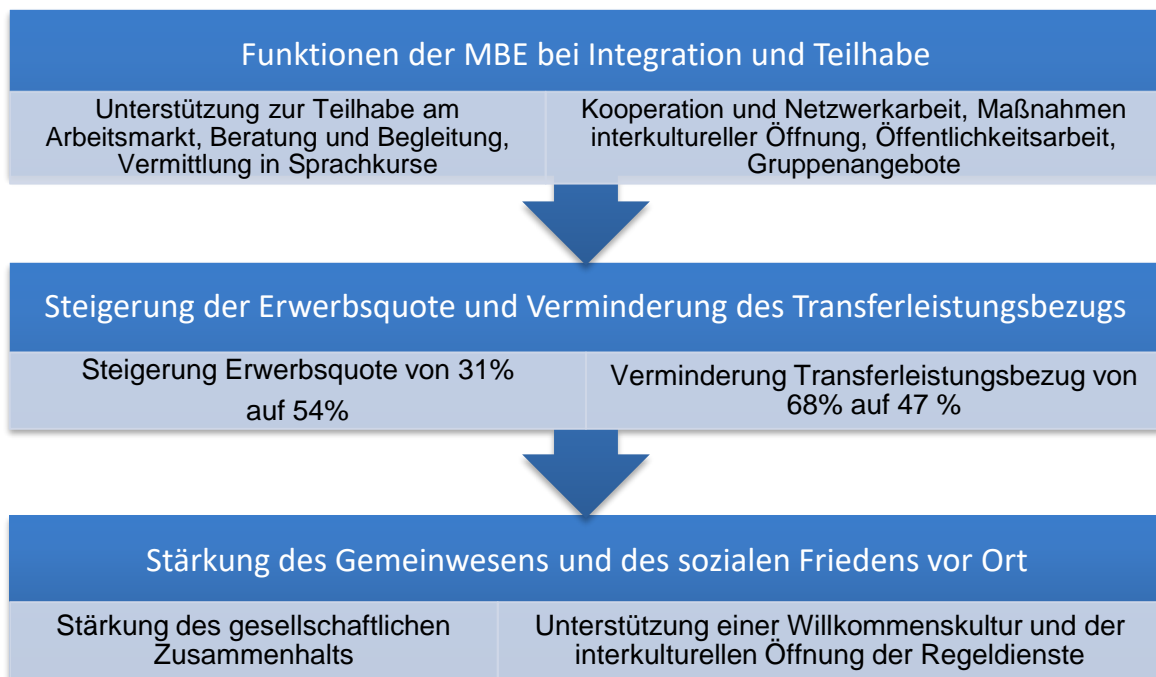 Funktionen der MBE bei Integration und Teilhabe
Unterstützung zur Teilhabe am
Arbeitsmarkt, Beratung und Begleitung,
Vermittlung in Sprachkurse
Kooperation und Netzwerkarbeit, Maßnahmen
interkultureller Öffnung, Öffentlichkeitsarbeit,
Gruppenangebote
Steigerung der Erwerbsquote und Verminderung des Transferleistungsbezugs
Steigerung Erwerbsquote von 31%
auf 54%
Verminderung Transferleistungsbezug von
68% auf 47 %
Stärkung des Gemeinwesens und des sozialen Friedens vor Ort
Stärkung des gesellschaftlichen
Zusammenhalts
Unterstützung einer Willkommenskultur und der
interkulturellen Öffnung der Regeldienste